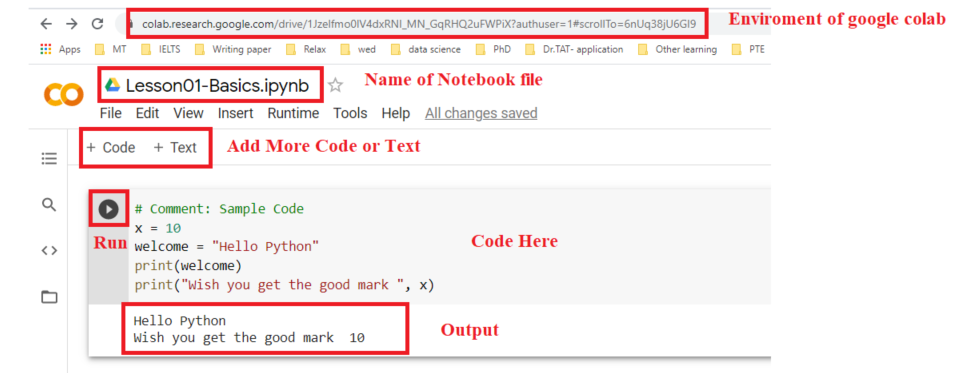 colab.research.google.com/drive/1Jzelfmo0lV4dxRNI_MN_GqRHQ2uFWPiX?authuser=1#scrollTo=6nUq38jU6Gl9 Enviroment of google colab
Apps MT IELTS Writing paper Relax wed data science PhD Dr.TAT- application Other learning PTE
Lesson01-Basics.ipynb Name of Notebook file
File Edit View Insert Runtime Tools Help All changes saved
+ Code + Text Add More Code or Text
# Comment: Sample Code
x = 10
Run welcome = "Hello Python" Code Here
print(welcome)
print("Wish you get the good mark ", x)
Hello Python
Wish you get the good mark  10 Output